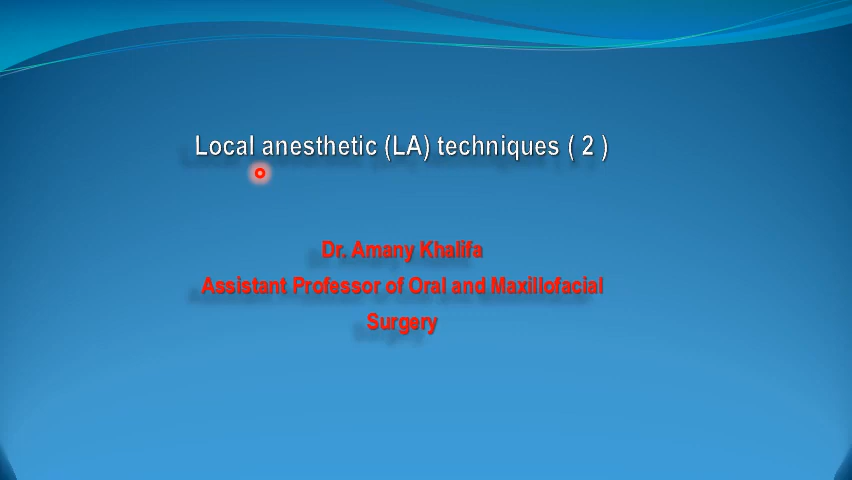 Local anesthetic (LA) techniques ( 2 )
Dr. Amany Khalifa
Assistant Professor of Oral and Maxillofacial
Surgery